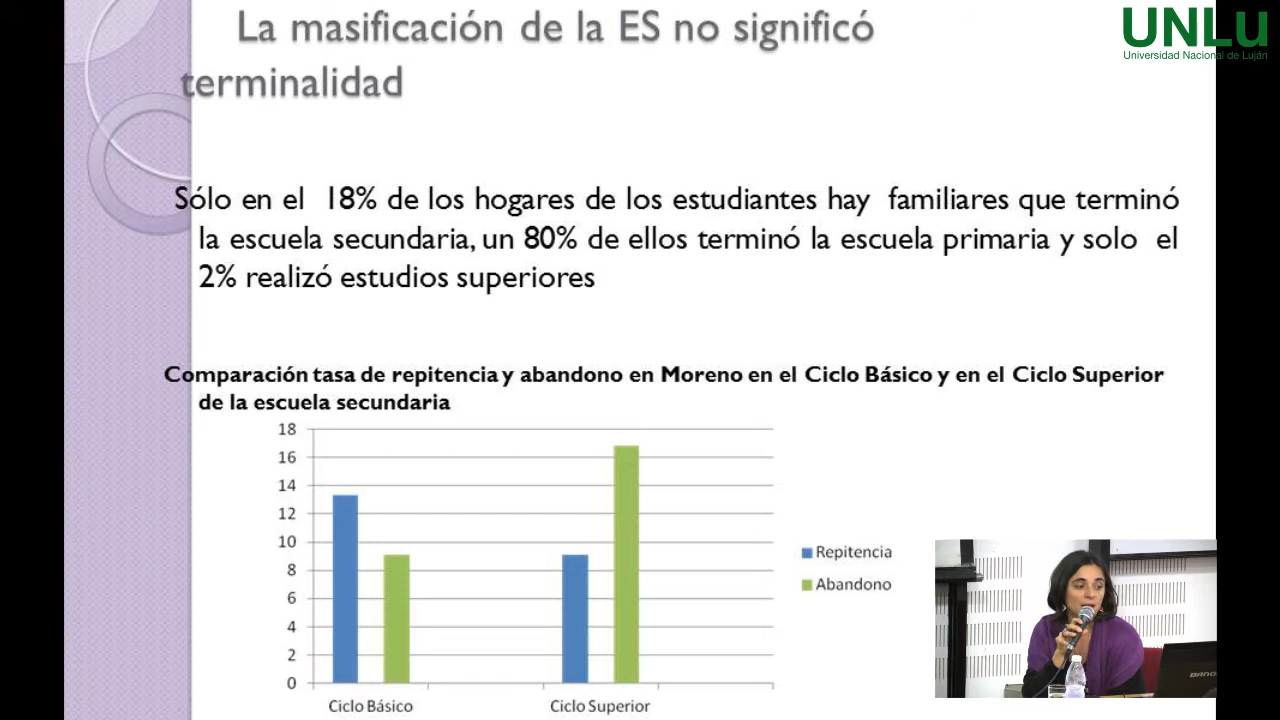 La masificación de la ES no significó
terminalidad
UNLu
Universidad Nacional de Luján
Sólo en el 18% de los hogares de los estudiantes hay familiares que terminó
la escuela secundaria, un 80% de ellos terminó la escuela primaria y solo el
2% realizó estudios superiores
Comparación tasa de repitencia y abandono en Moreno en el Ciclo Básico y en el Ciclo Superior
de la escuela secundaria
18
16
14
12
10
8
6
4
2
0
Ciclo Básico
Ciclo Superior
Repitencia
Abandono